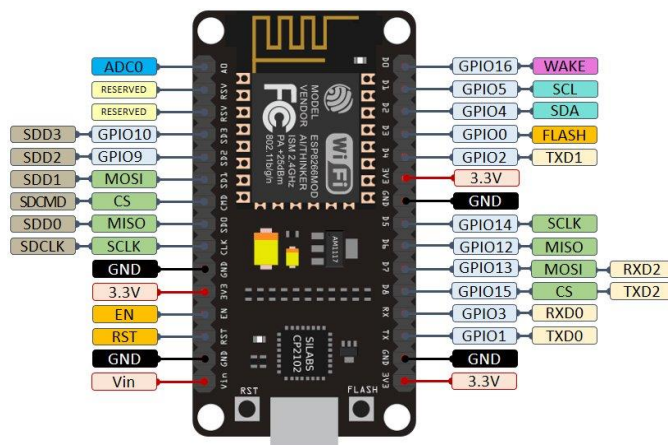 ADC0 A0 D0 GPIO16 WAKE
RESERVED RSV D1 GPIO5 SCL
RESERVED RSV D2 GPIO4 SDA
SDD3 GPIO10 SD3 D3 GPIO0 FLASH
SDD2 GPIO9 SD2 D4 GPIO2 TXD1
SDD1 MOSI SD1 3V3 3.3V
SDCMD CS CMD GND GND
SDD0 MISO SD0 D5 GPIO14 SCLK
SDCLK SCLK CLK D6 GPIO12 MISO
GND GND D7 GPIO13 MOSI RXD2
3.3V 3V3 D8 GPIO15 CS TXD2
EN EN RX GPIO3 RXD0
RST RST TX GPIO1 TXD0
GND GND GND GND
Vin Vin 3V3 3.3V
MODEL ESP8266MOD
VENDOR AI/THINKER
ISM 2.4GHz
PA +25dBm
802.11b/g/n
FC
WiFi
AM1117
SiLABS
CP2102
RST FLASH